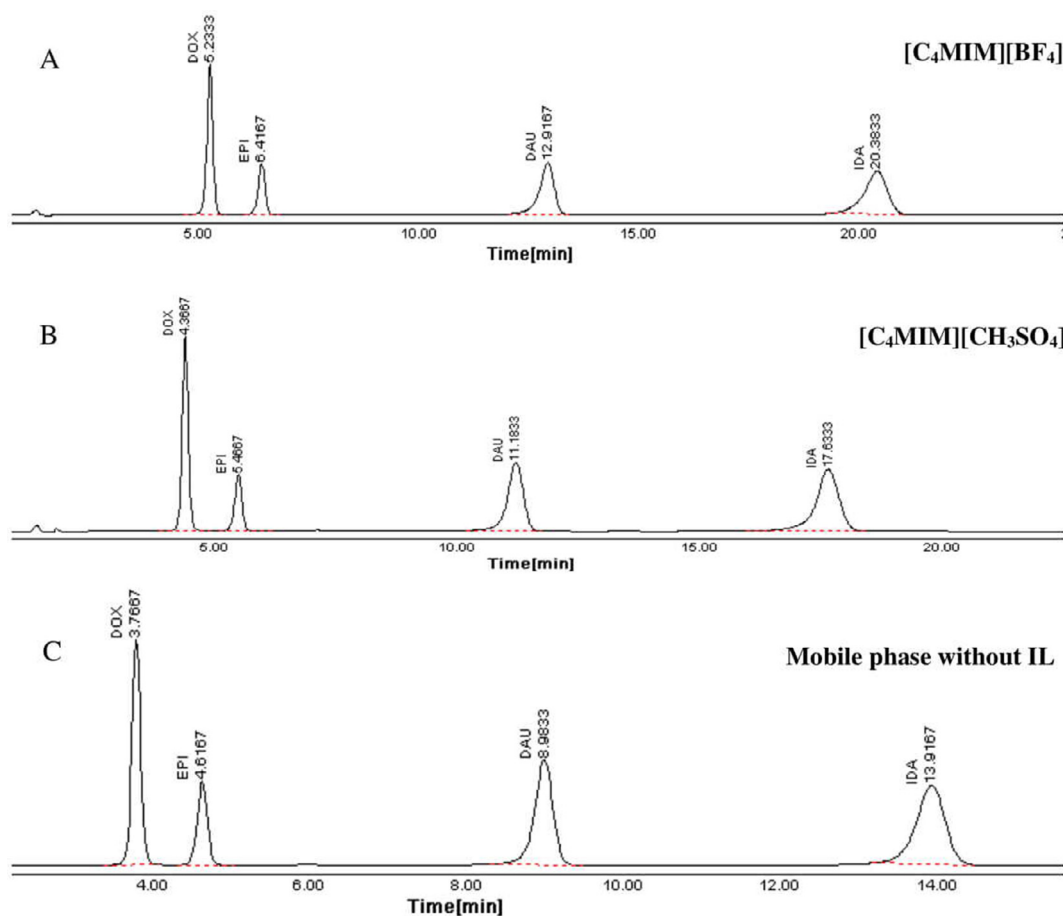 A
[C₄MIM][BF₄]
DOX
5.2333
EPI
6.4167
DAU
12.9167
IDA
20.3833
5.00 10.00 15.00 20.00
Time[min]
B
[C₄MIM][CH₃SO₄]
DOX
4.3667
EPI
5.4667
DAU
11.1833
IDA
17.6333
5.00 10.00 15.00 20.00
Time[min]
C
Mobile phase without IL
DOX
3.7667
EPI
4.6167
DAU
8.9833
IDA
13.9167
4.00 6.00 8.00 10.00 12.00 14.00
Time[min]